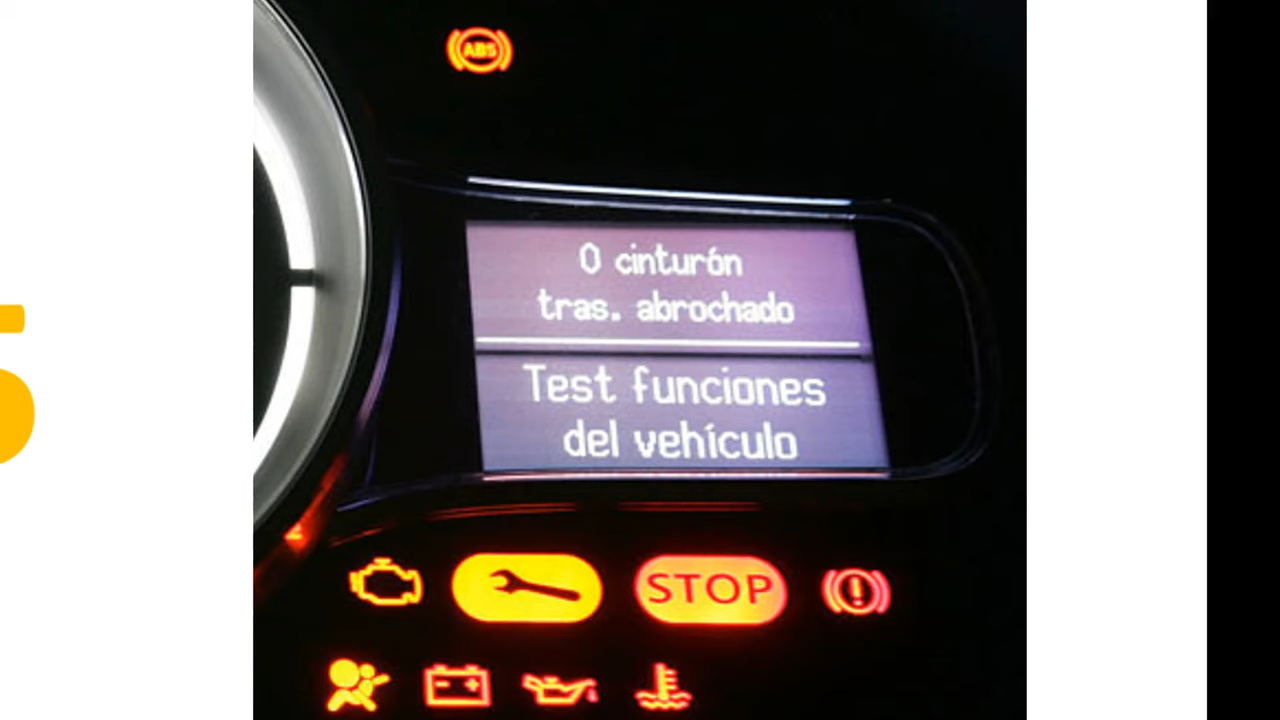 ABS
0 cinturón
tras. abrochado
Test funciones
del vehículo
STOP